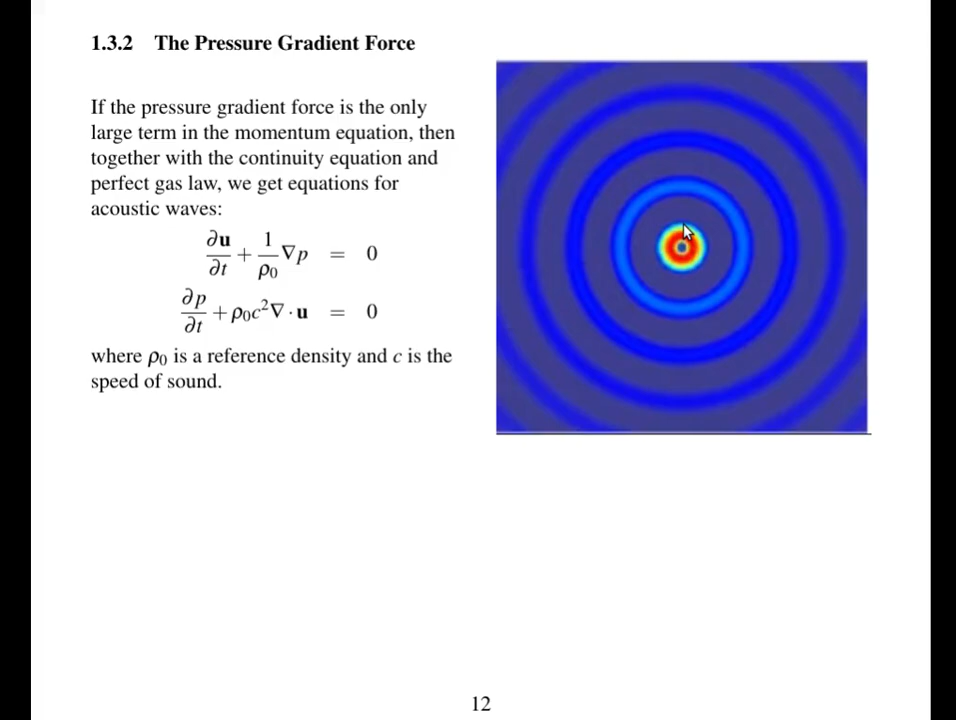 1.3.2 The Pressure Gradient Force
If the pressure gradient force is the only
large term in the momentum equation, then
together with the continuity equation and
perfect gas law, we get equations for
acoustic waves:
∂u/∂t + 1/ρ₀ ∇p = 0
∂p/∂t + ρ₀c²∇ · u = 0
where ρ₀ is a reference density and c is the
speed of sound.
12